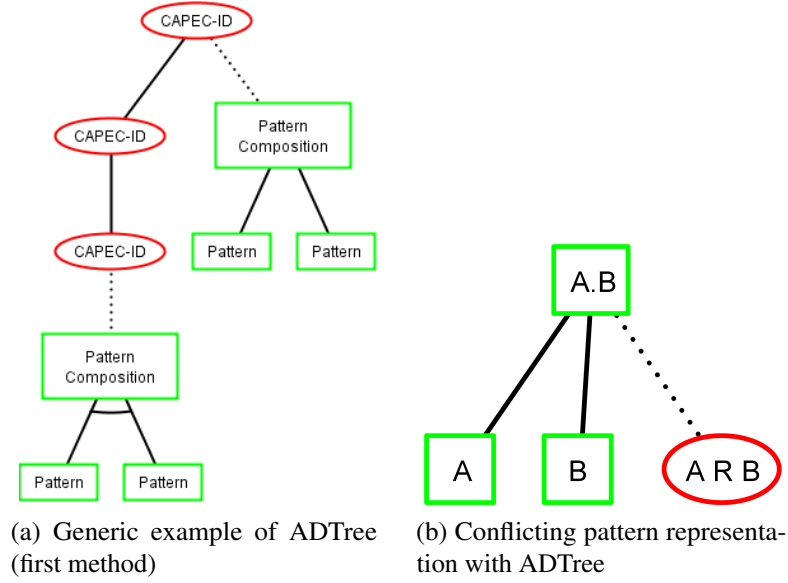 CAPEC-ID
CAPEC-ID
Pattern
Composition
CAPEC-ID
Pattern
Pattern
Pattern
Composition
Pattern
Pattern
(a) Generic example of ADTree
(first method)
A.B
A
B
A R B
(b) Conflicting pattern representa-
tion with ADTree